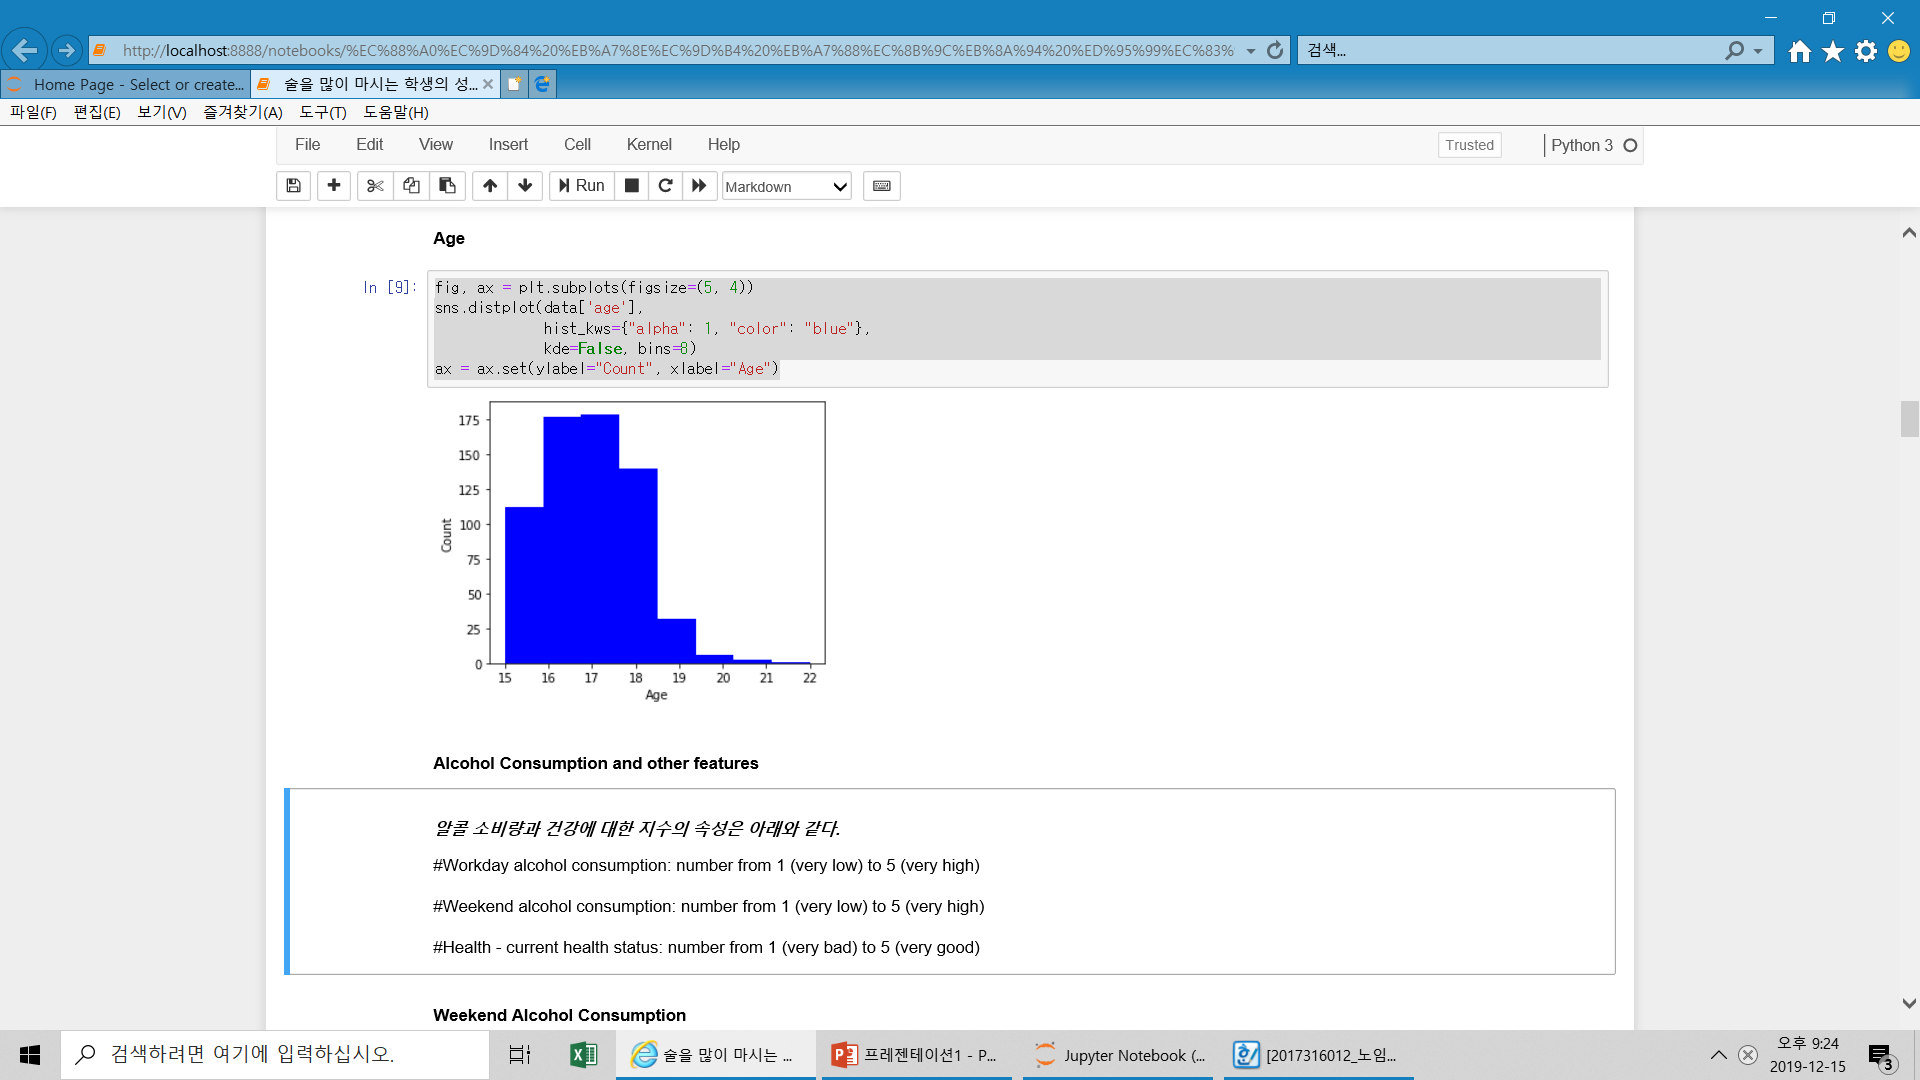 http://localhost:8888/notebooks/%EC%88%A0%EC%9D%84%20%EB%A7%8E%EC%9D%B4%20%EB%A7%88%EC%8B%9C%EB%8A%94%20%ED%95%99%EC%83%
검색...
Home Page - Select or create...
술을 많이 마시는 학생의 성...
파일(F) 편집(E) 보기(V) 즐겨찾기(A) 도구(T) 도움말(H)
File Edit View Insert Cell Kernel Help
Trusted
Python 3
Run
Markdown
Age
In [9]:
fig, ax = plt.subplots(figsize=(5, 4))
sns.distplot(data['age'],
hist_kws={"alpha": 1, "color": "blue"},
kde=False, bins=8)
ax = ax.set(ylabel="Count", xlabel="Age")
175
150
125
100
75
50
25
0
Count
15 16 17 18 19 20 21 22
Age
Alcohol Consumption and other features
알콜 소비량과 건강에 대한 지수의 속성은 아래와 같다.
#Workday alcohol consumption: number from 1 (very low) to 5 (very high)
#Weekend alcohol consumption: number from 1 (very low) to 5 (very high)
#Health - current health status: number from 1 (very bad) to 5 (very good)
Weekend Alcohol Consumption
검색하려면 여기에 입력하십시오.
술을 많이 마시는 ...
프레젠테이션1 - P...
Jupyter Notebook (...
[2017316012_노임...
오후 9:24
2019-12-15
3